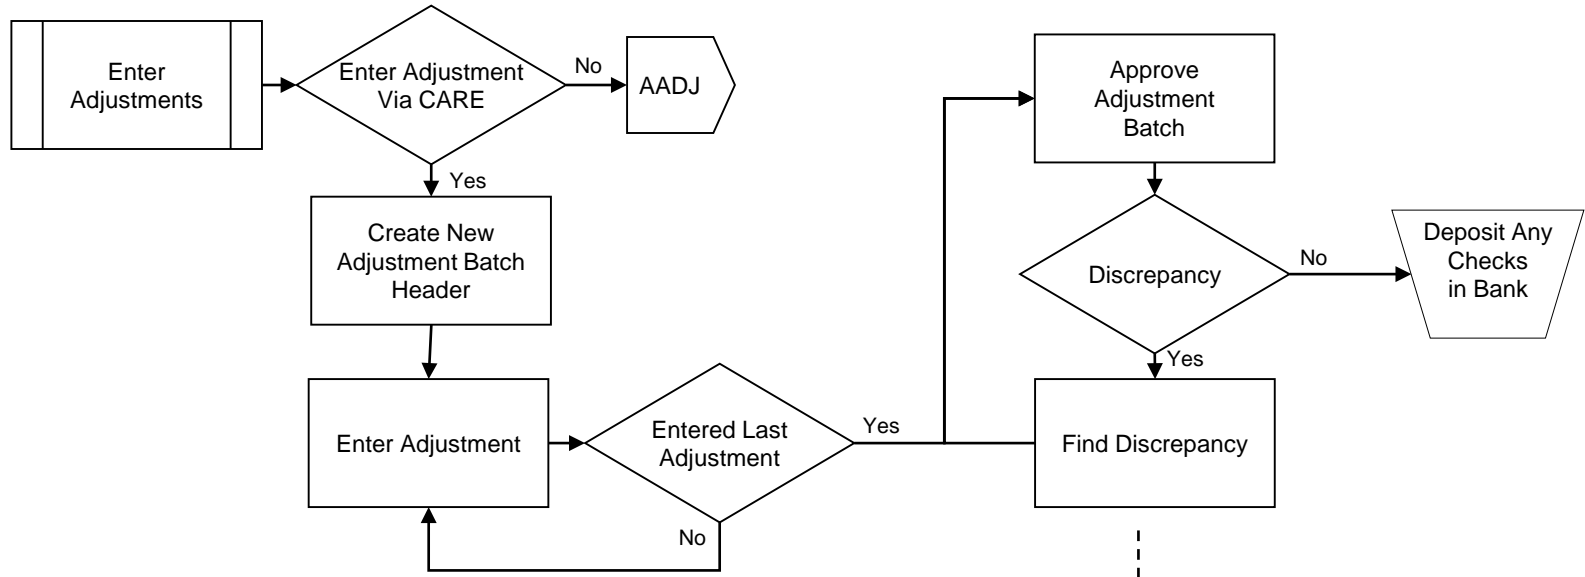 Enter
Adjustments
Enter Adjustment
Via CARE
No
AADJ
Yes
Create New
Adjustment Batch
Header
Enter Adjustment
Entered Last
Adjustment
No
Yes
Approve
Adjustment
Batch
Discrepancy
No
Deposit Any
Checks
in Bank
Yes
Find Discrepancy